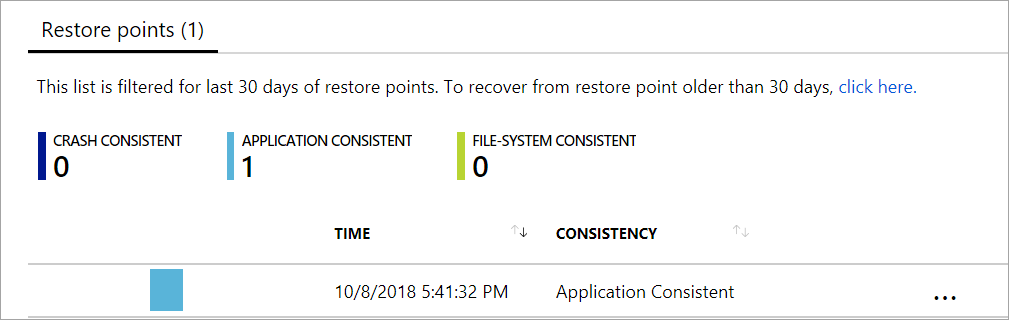 Restore points (1)
This list is filtered for last 30 days of restore points. To recover from restore point older than 30 days, click here.
CRASH CONSISTENT APPLICATION CONSISTENT FILE-SYSTEM CONSISTENT
0 1 0
TIME CONSISTENCY
10/8/2018 5:41:32 PM Application Consistent